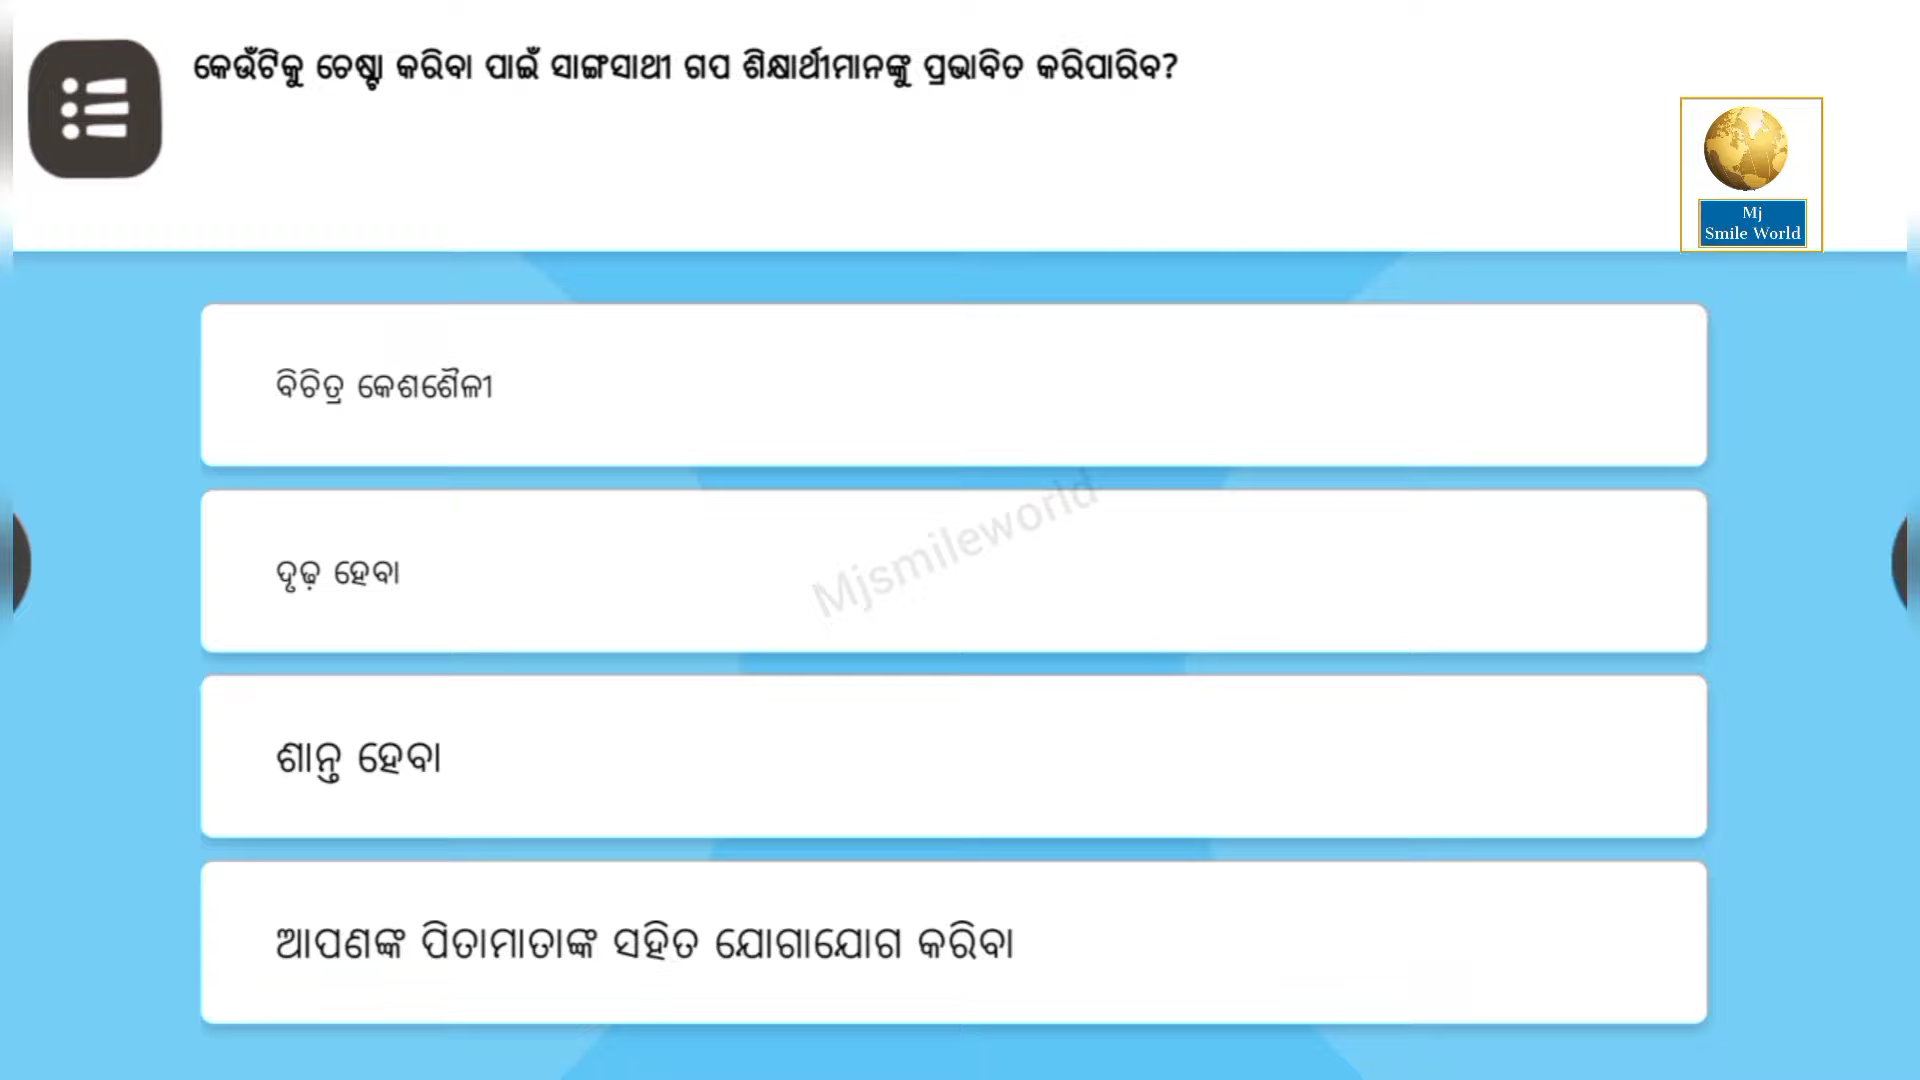 କେଉଁଟିକୁ ଚେଷ୍ଟା କରିବା ପାଇଁ ସାଙ୍ଗସାଥୀ ଗପ ଶିକ୍ଷାର୍ଥୀମାନଙ୍କୁ ପ୍ରଭାବିତ କରିପାରିବ?
Mj
Smile World
ବିଚିତ୍ର କେଶଶୈଳୀ
ଦୃଢ଼ ହେବା
Mjsmileworld
ଶାନ୍ତ ହେବା
ଆପଣଙ୍କ ପିତାମାତାଙ୍କ ସହିତ ଯୋଗାଯୋଗ କରିବା